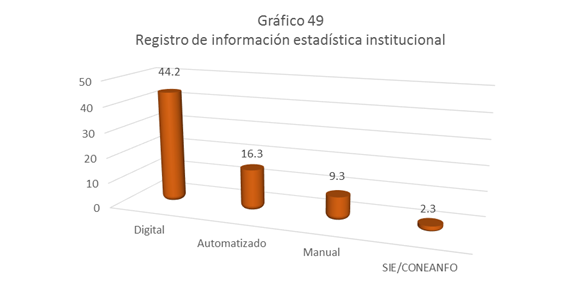 Gráfico 49
Registro de información estadística institucional
44.2
50
40
16.3
30
9.3
20
2.3
10
0
Digital
Automatizado
Manual
SIE/CONEANFO